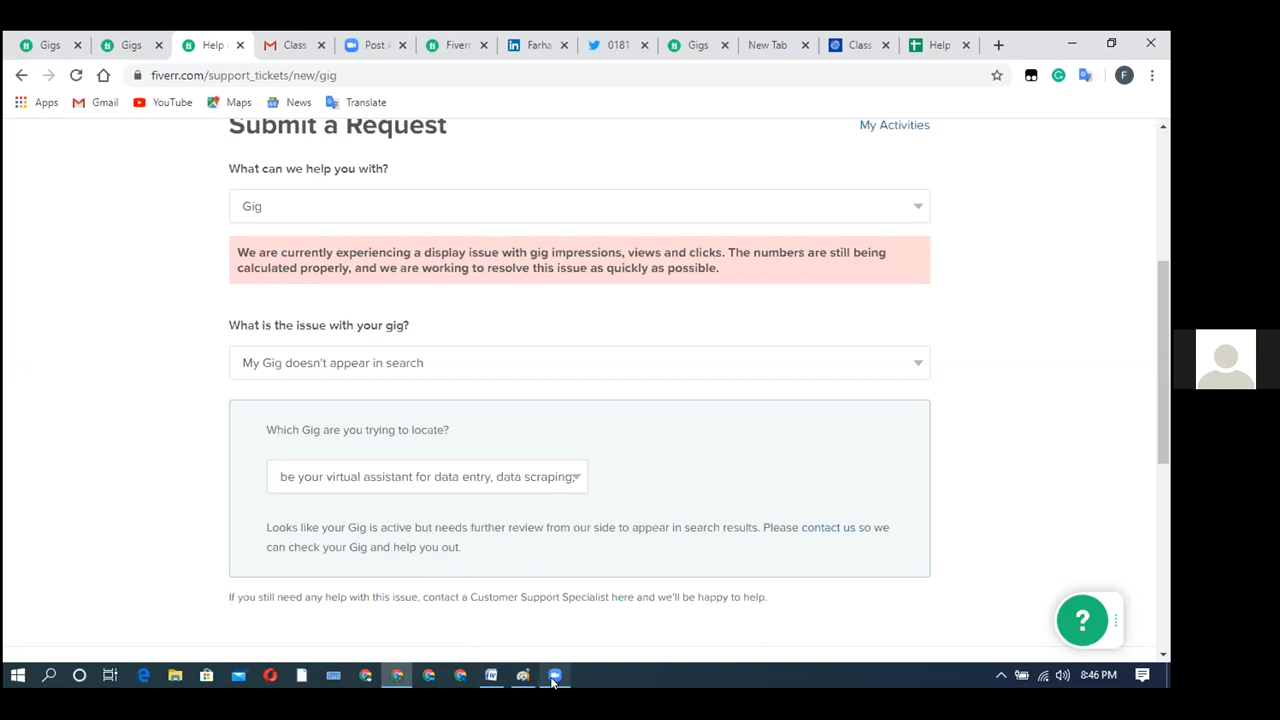 Gigs
Gigs
Help
Class
Post
Fiverr
Farha
0181
Gigs
New Tab
Class
Help
fiverr.com/support_tickets/new/gig
F
Apps
Gmail
YouTube
Maps
News
Translate
Submit a Request
My Activities
What can we help you with?
Gig
We are currently experiencing a display issue with gig impressions, views and clicks. The numbers are still being
calculated properly, and we are working to resolve this issue as quickly as possible.
What is the issue with your gig?
My Gig doesn't appear in search
Which Gig are you trying to locate?
be your virtual assistant for data entry, data scraping,
Looks like your Gig is active but needs further review from our side to appear in search results. Please contact us so we
can check your Gig and help you out.
If you still need any help with this issue, contact a Customer Support Specialist here and we'll be happy to help.
?
8:46 PM